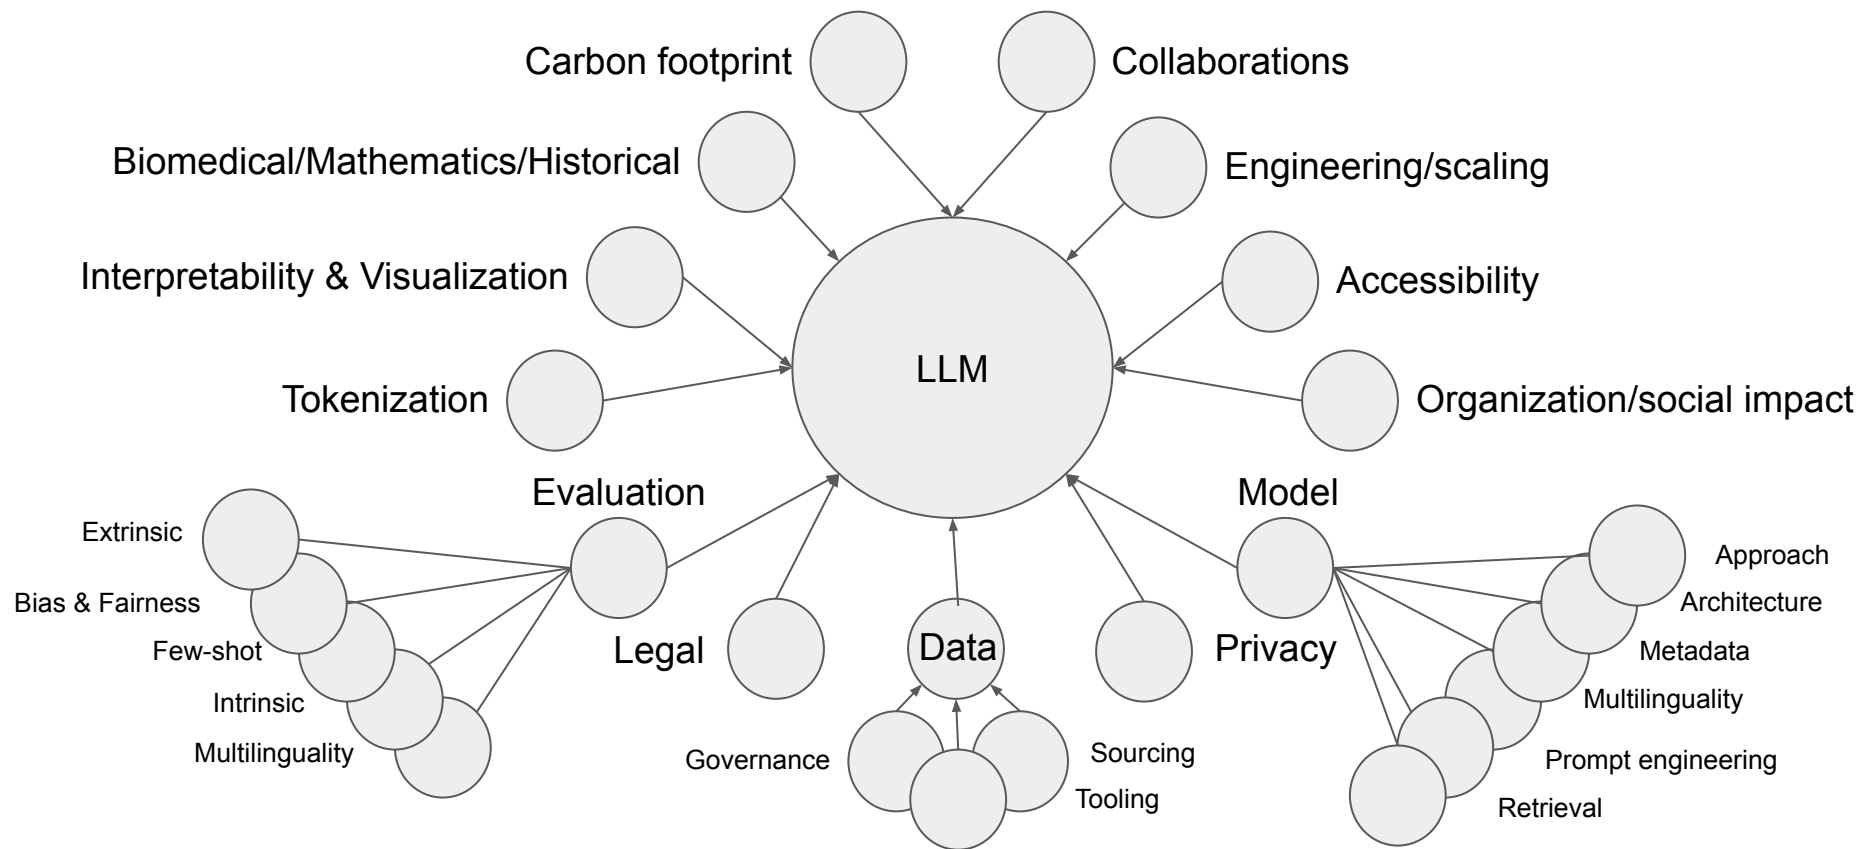 Carbon footprint
Collaborations
Biomedical/Mathematics/Historical
Engineering/scaling
Interpretability & Visualization
Accessibility
LLM
Tokenization
Organization/social impact
Evaluation
Model
Extrinsic
Bias & Fairness
Few-shot
Intrinsic
Multilinguality
Legal
Data
Privacy
Governance
Sourcing
Tooling
Approach
Architecture
Metadata
Multilinguality
Prompt engineering
Retrieval